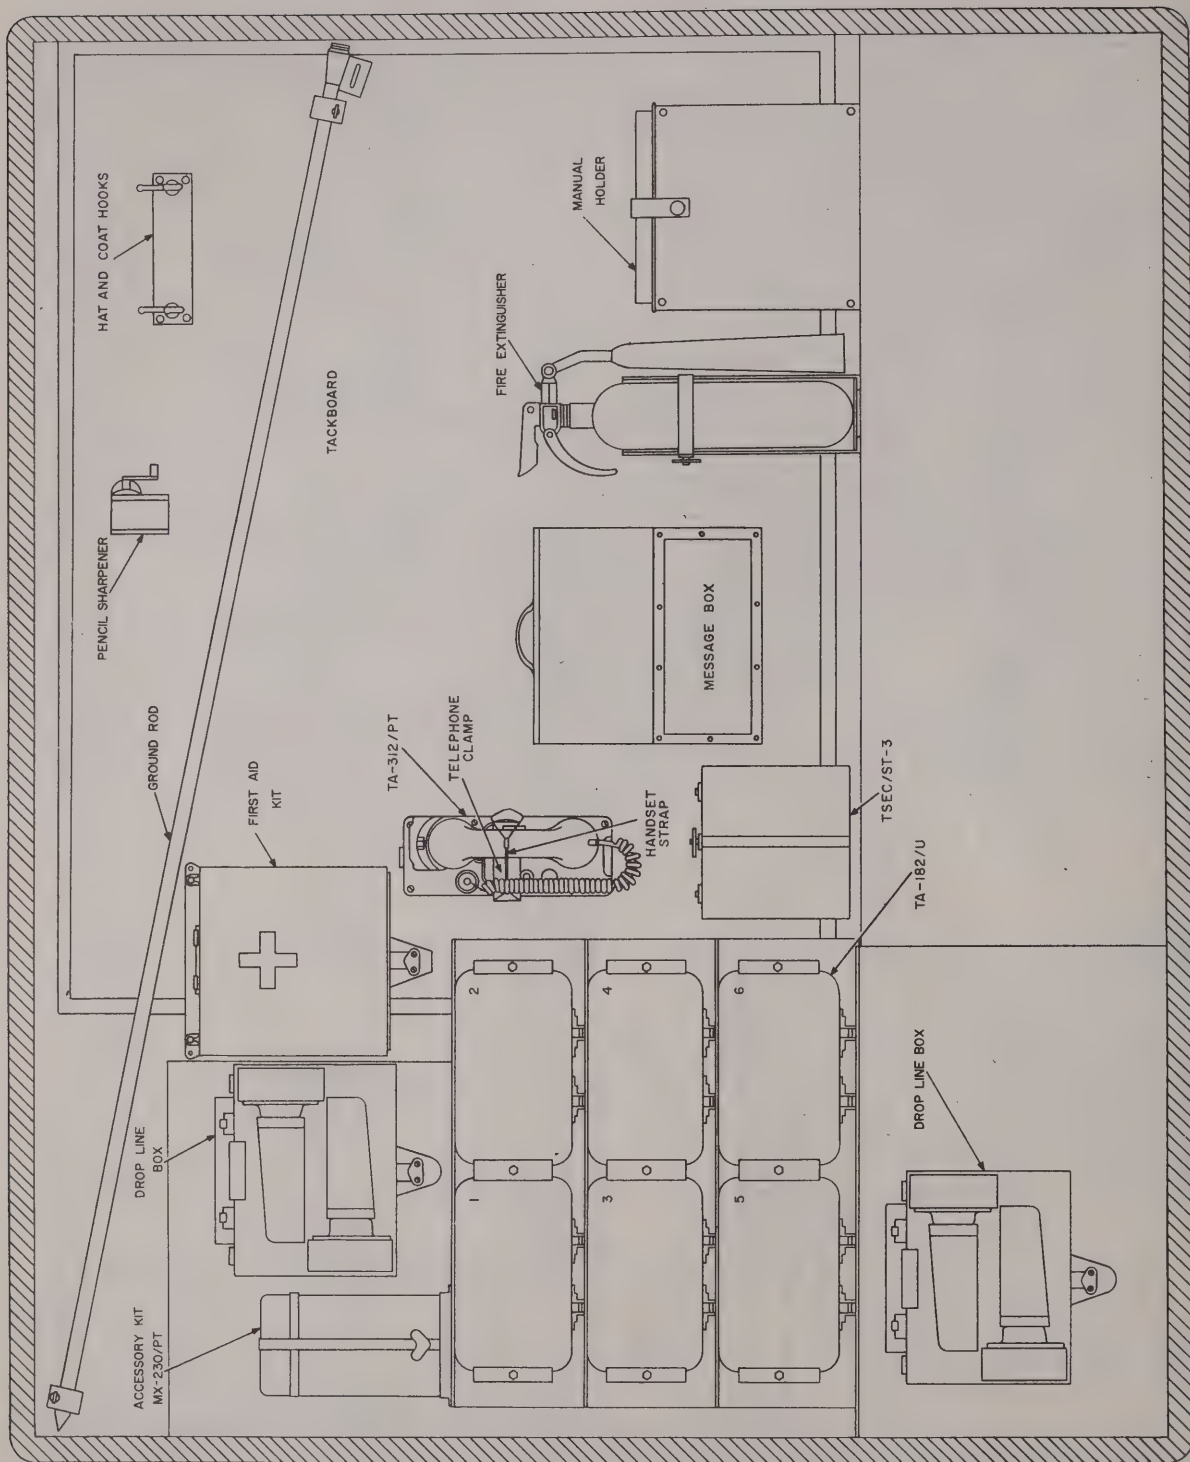 GROUND ROD
PENCIL SHARPENER
HAT AND COAT HOOKS
ACCESSORY KIT
MX-230/PT
DROP LINE
BOX
FIRST AID
KIT
TACKBOARD
TA-312/PT
TELEPHONE
CLAMP
HANDSET
STRAP
FIRE EXTINGUISHER
MANUAL
HOLDER
1
2
3
4
5
6
MESSAGE BOX
TSEC/ST-3
TA-182/U
DROP LINE BOX